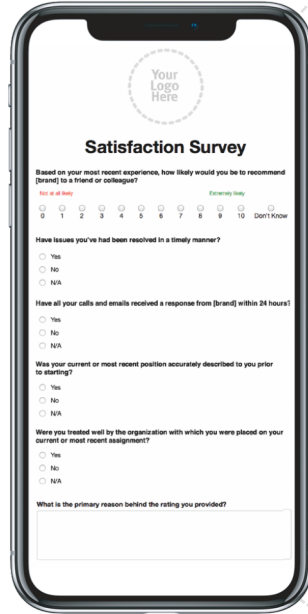 Your
Logo
Here
Satisfaction Survey
Based on your most recent experience, how likely would you be to recommend
[brand] to a friend or colleague?
Not at all likely Extremely likely
0 1 2 3 4 5 6 7 8 9 10 Don't Know
Have issues you've had been resolved in a timely manner?
Yes
No
N/A
Have all your calls and emails received a response from [brand] within 24 hours?
Yes
No
N/A
Was your current or most recent position accurately described to you prior
to starting?
Yes
No
N/A
Were you treated well by the organization with which you were placed on your
current or most recent assignment?
Yes
No
N/A
What is the primary reason behind the rating you provided?